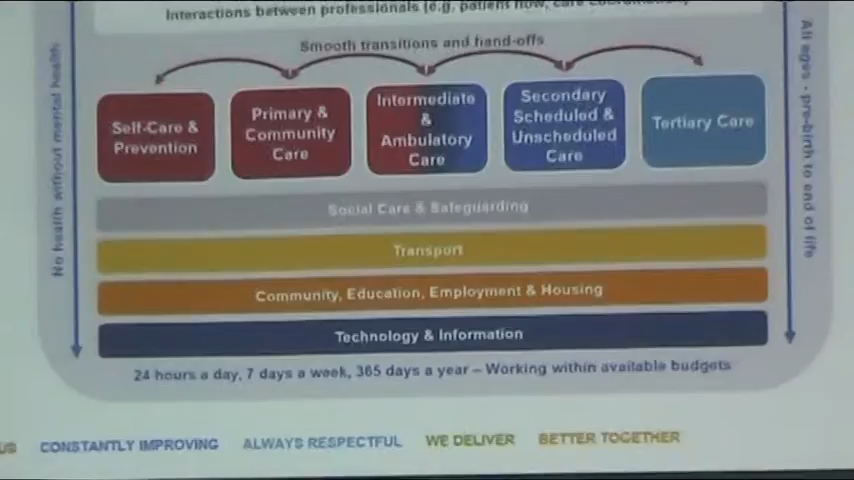 Interactions between professionals (e.g. patient flow, care coordination)
Smooth transitions and hand-offs
Self-Care &
Prevention
Primary &
Community
Care
Intermediate
&
Ambulatory
Care
Secondary
Scheduled &
Unscheduled
Care
Tertiary Care
Social Care & Safeguarding
Transport
Community, Education, Employment & Housing
Technology & Information
24 hours a day, 7 days a week, 365 days a year – Working within available budgets
No health without mental health
All ages - pre-birth to end of life
US CONSTANTLY IMPROVING ALWAYS RESPECTFUL WE DELIVER BETTER TOGETHER